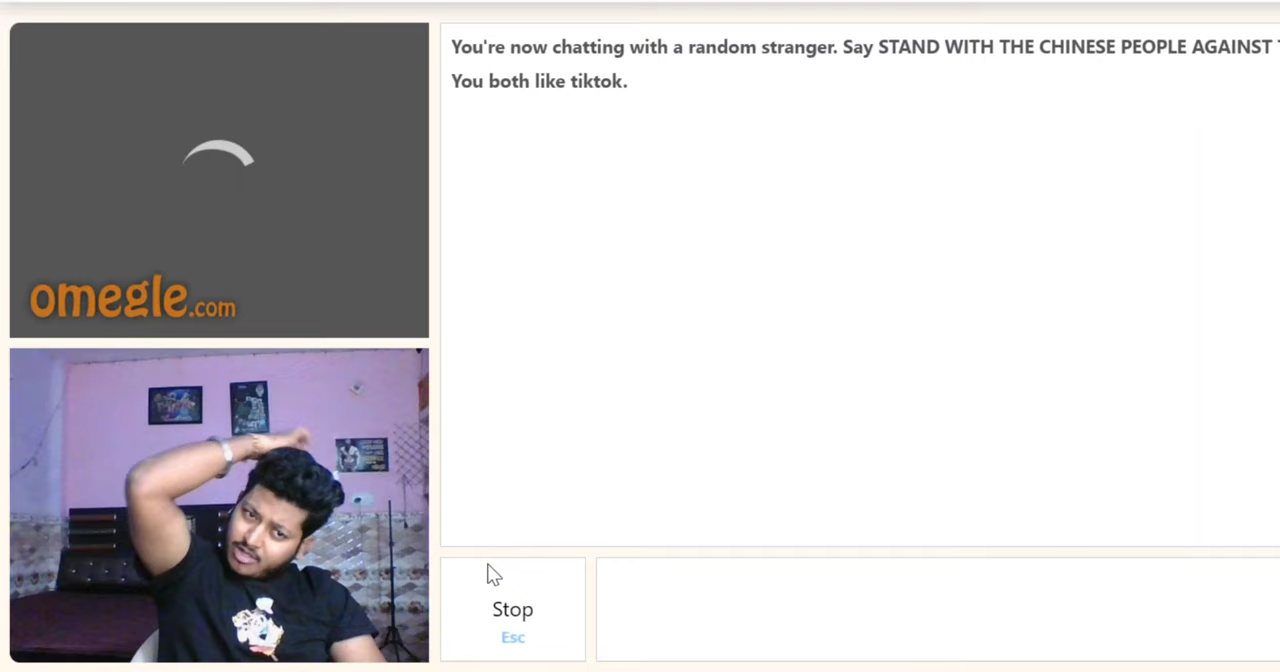 You're now chatting with a random stranger. Say STAND WITH THE CHINESE PEOPLE AGAINST
You both like tiktok.
omegle.com
Stop
Esc